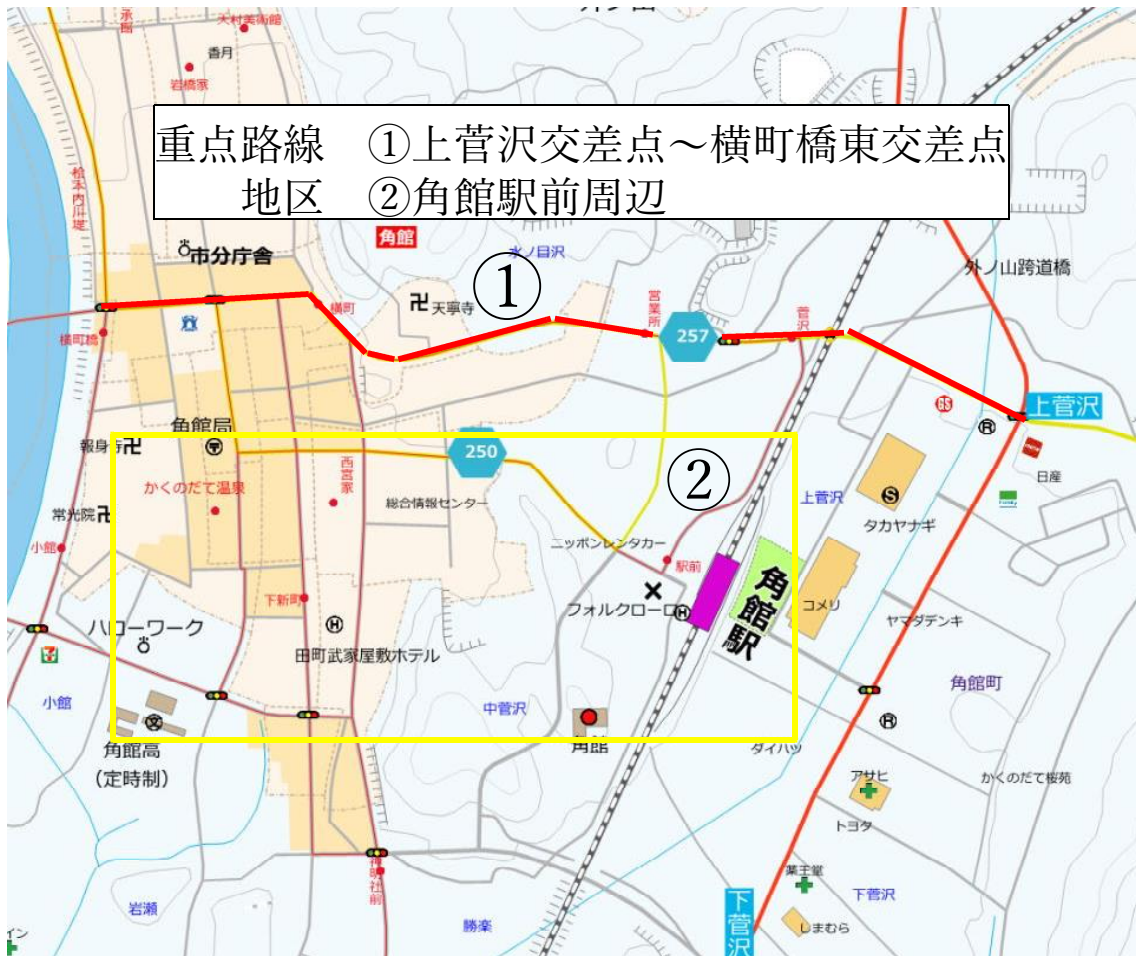 承團
大村美術館
香月
岩橋家
重点路線　①上菅沢交差点～横町橋東交差点
地区　②角館駅前周辺
桧木内川堤
角館
水ノ目沢
市分庁舎
外ノ山跨道橋
①
天寧寺
横町
営業所
257
菅沢
横町橋
上菅沢
GS
角館局
報身寺
250
西宮家
②
R
日産
かくのだて温泉
総合情報センター
上菅沢
S
タカヤナギ
常光院
小館
ニッポンレンタカー
駅前
角館駅
フォルクローロ
H
コメリ
ヤマダデンキ
下新町
H
ハローワーク
田町武家屋敷ホテル
角館町
小館
中菅沢
文
R
角館高
（定時制）
角館
ダイハツ
アサヒ
かくのだて桜苑
トヨタ
神明社前
薬王堂
下菅沢
岩瀬
勝楽
下菅沢
しまむら
イン